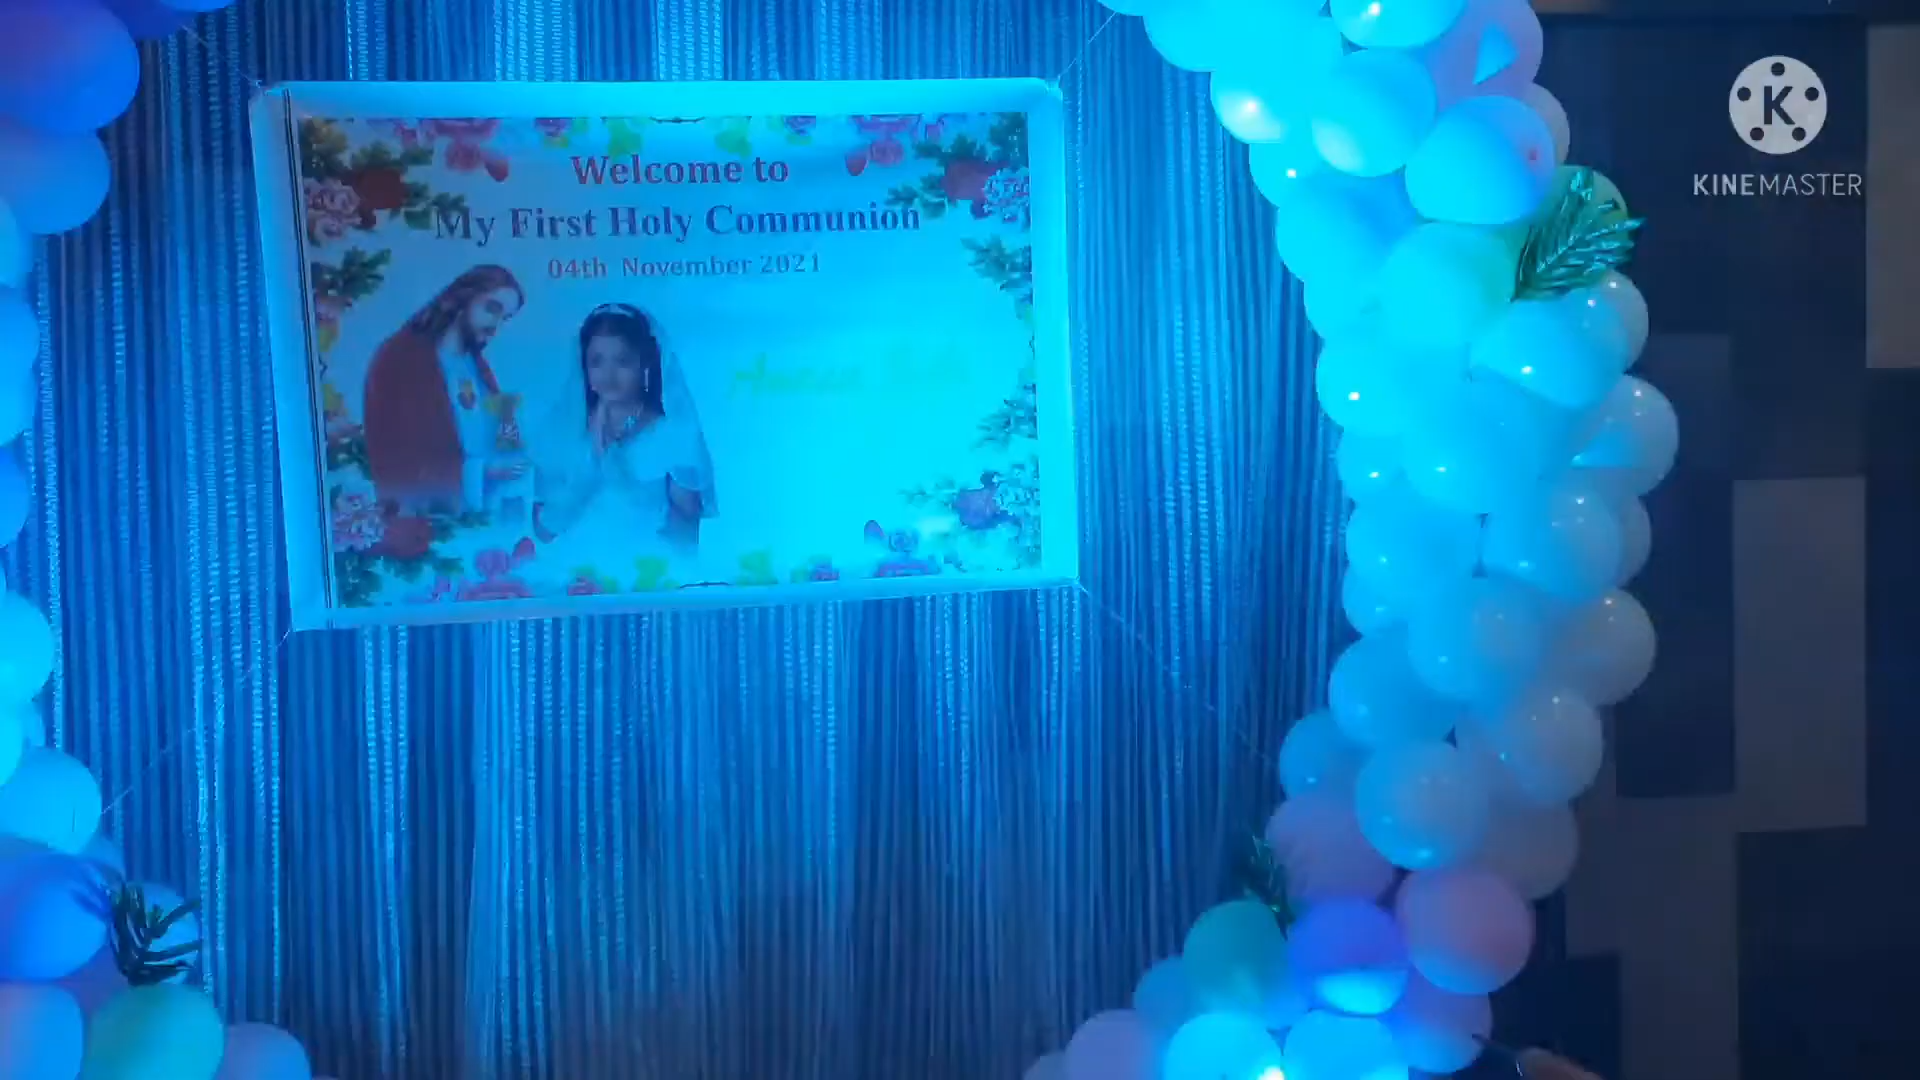 Welcome to
My First Holy Communion
04th November 2021
K
KINEMASTER